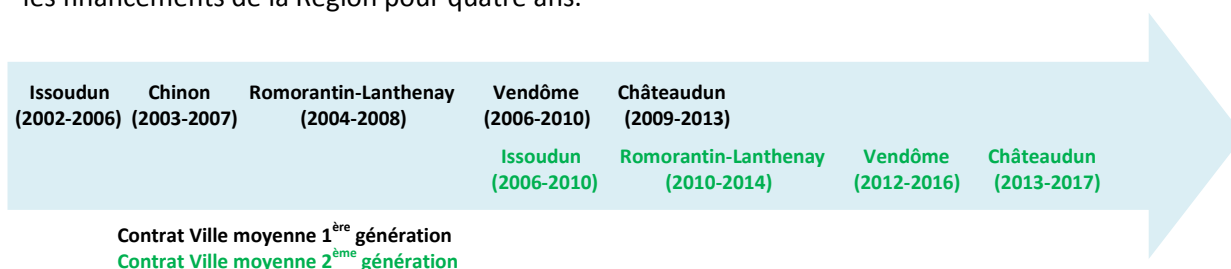 les financements de la Région pour quatre ans.
Issoudun Chinon Romorantin-Lanthenay Vendôme Châteaudun
(2002-2006) (2003-2007) (2004-2008) (2006-2010) (2009-2013)
Issoudun Romorantin-Lanthenay Vendôme Châteaudun
(2006-2010) (2010-2014) (2012-2016) (2013-2017)
Contrat Ville moyenne 1ère génération
Contrat Ville moyenne 2ème génération